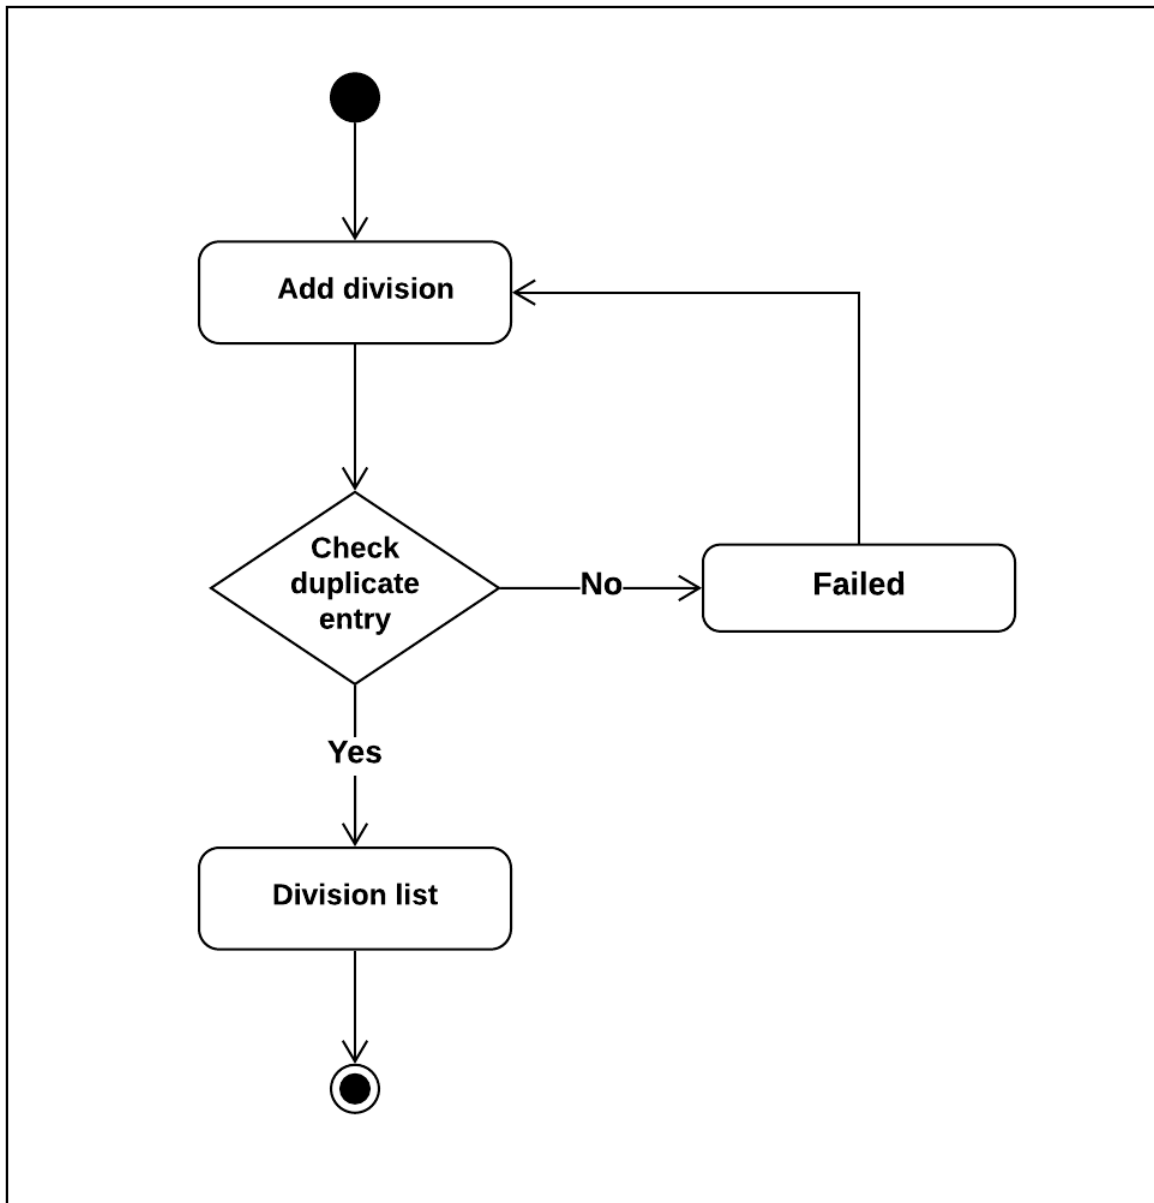 Add division
Check
duplicate
entry
No
Failed
Yes
Division list